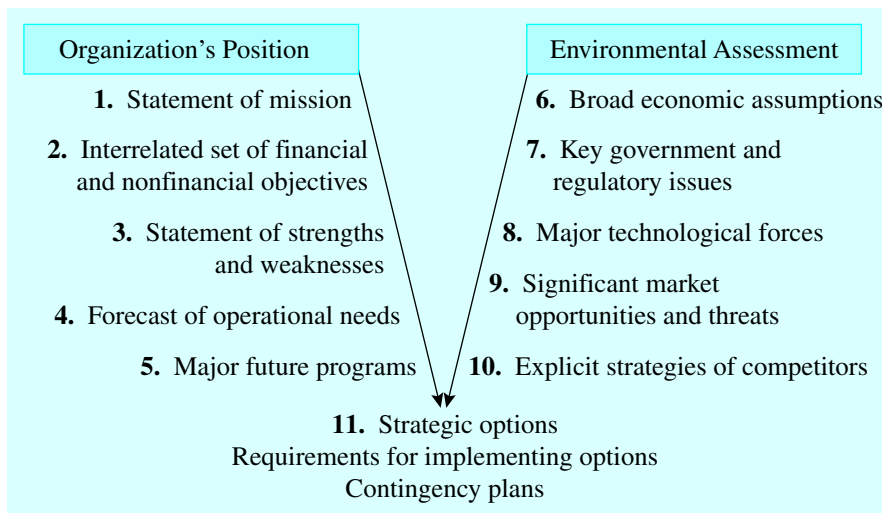 Organization’s Position
1. Statement of mission
2. Interrelated set of financial
and nonfinancial objectives
3. Statement of strengths
and weaknesses
4. Forecast of operational needs
5. Major future programs
Environmental Assessment
6. Broad economic assumptions
7. Key government and
regulatory issues
8. Major technological forces
9. Significant market
opportunities and threats
10. Explicit strategies of competitors
11. Strategic options
Requirements for implementing options
Contingency plans